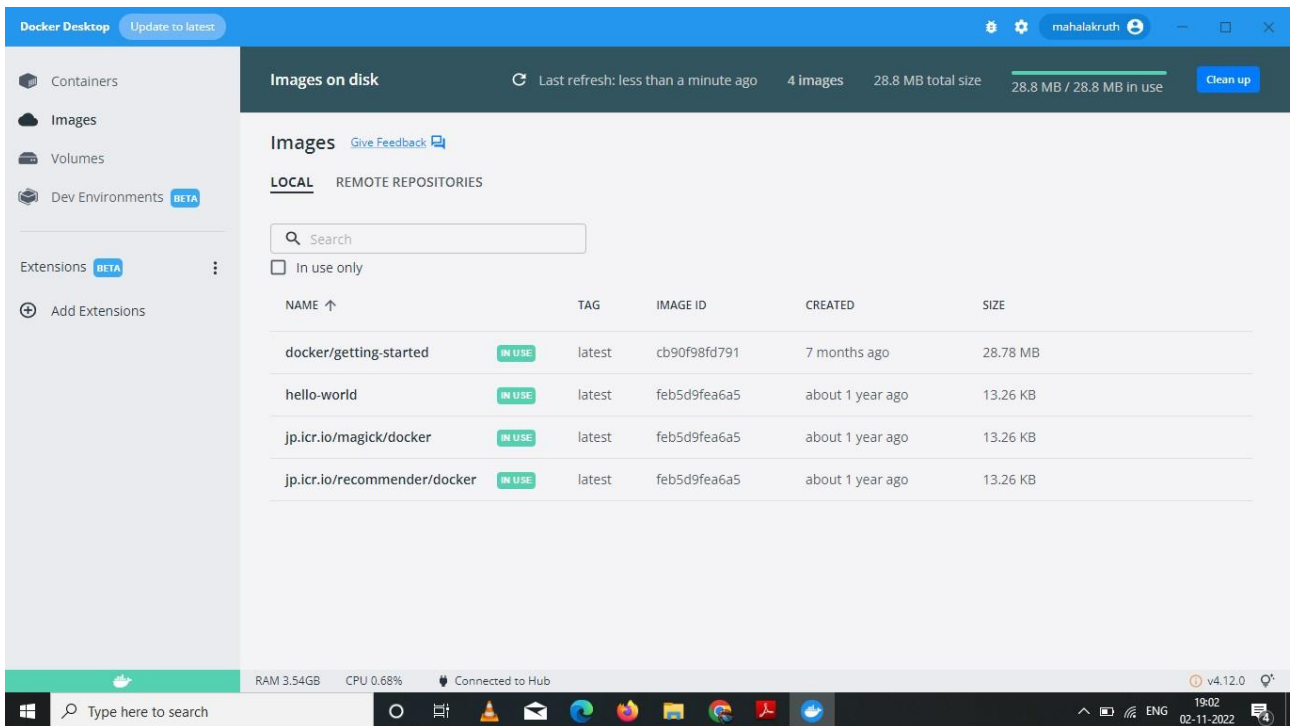 Docker Desktop Update to latest mahalakruth
Containers
Images
Volumes
Dev Environments BETA
Extensions BETA
Add Extensions
Images on disk Last refresh: less than a minute ago 4 images 28.8 MB total size 28.8 MB / 28.8 MB in use Clean up
Images Give Feedback
LOCAL REMOTE REPOSITORIES
Search
In use only
NAME TAG IMAGE ID CREATED SIZE
docker/getting-started IN USE latest cb90f98fd791 7 months ago 28.78 MB
hello-world IN USE latest feb5d9fea6a5 about 1 year ago 13.26 KB
jp.icr.io/magick/docker IN USE latest feb5d9fea6a5 about 1 year ago 13.26 KB
jp.icr.io/recommender/docker IN USE latest feb5d9fea6a5 about 1 year ago 13.26 KB
RAM 3.54GB CPU 0.68% Connected to Hub v4.12.0
Type here to search ENG 19:02
02-11-2022 4